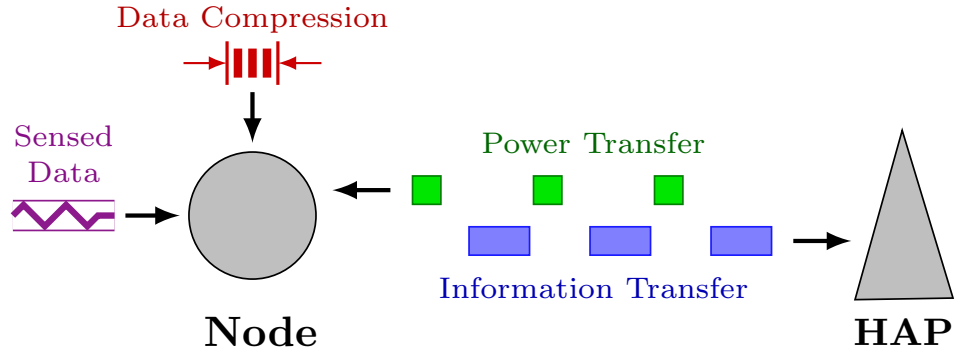 Data Compression
Sensed
Data
Power Transfer
Information Transfer
Node
HAP